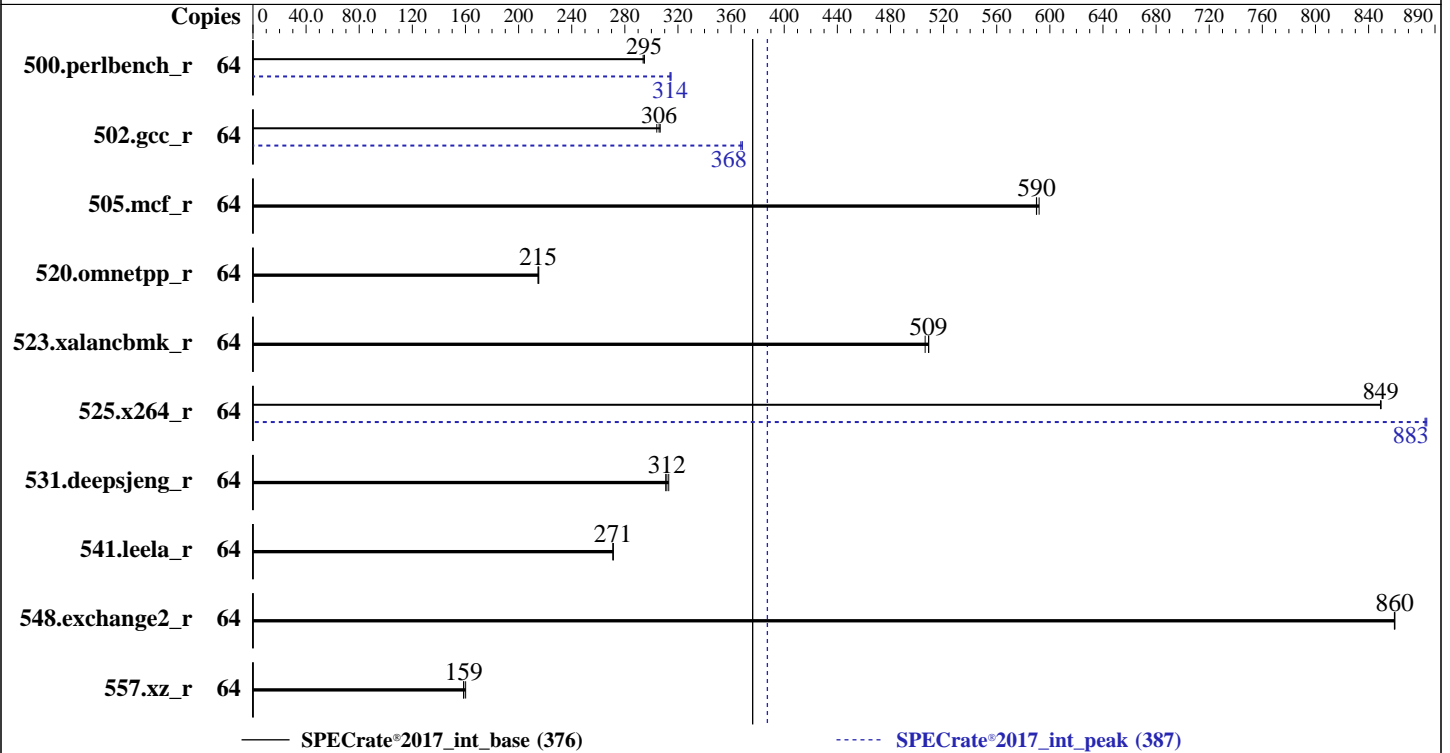 Copies 0 40.0 80.0 120 160 200 240 280 320 400 440 480 520 560 600 640 680 720 760 800 840 890
295
500.perlbench_r 64
314
306
502.gcc_r 64
368
590
505.mcf_r 64
215
520.omnetpp_r 64
509
523.xalancbmk_r 64
849
525.x264_r 64
883
312
531.deepsjeng_r 64
271
541.leela_r 64
860
548.exchange2_r 64
159
557.xz_r 64
SPECrate®2017_int_base (376) SPECrate®2017_int_peak (387)